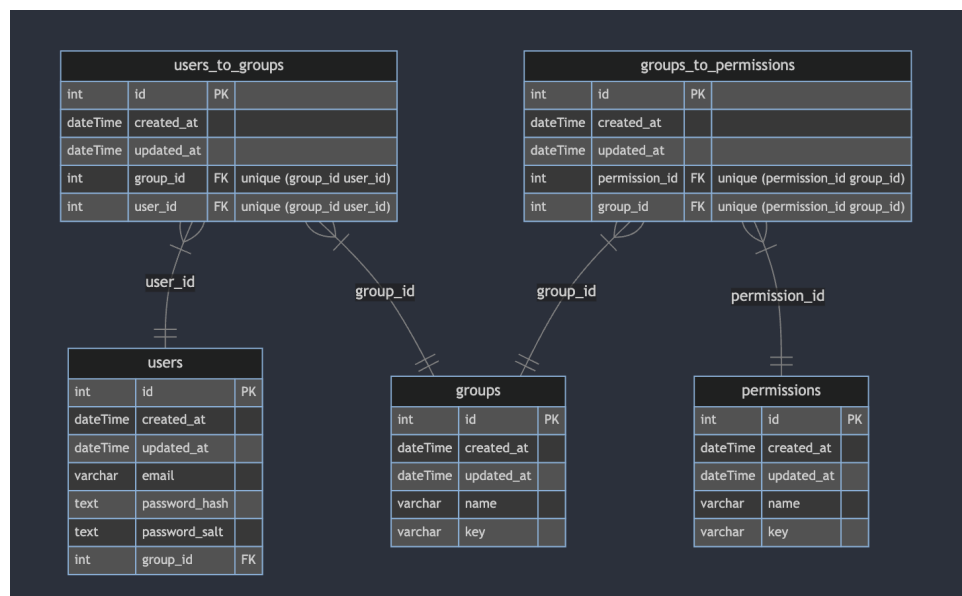 users_to_groups
int id PK
dateTime created_at
dateTime updated_at
int group_id FK unique (group_id user_id)
int user_id FK unique (group_id user_id)
groups_to_permissions
int id PK
dateTime created_at
dateTime updated_at
int permission_id FK unique (permission_id group_id)
int group_id FK unique (permission_id group_id)
user_id
group_id
group_id
permission_id
users
int id PK
dateTime created_at
dateTime updated_at
varchar email
text password_hash
text password_salt
int group_id FK
groups
int id PK
dateTime created_at
dateTime updated_at
varchar name
varchar key
permissions
int id PK
dateTime created_at
dateTime updated_at
varchar name
varchar key